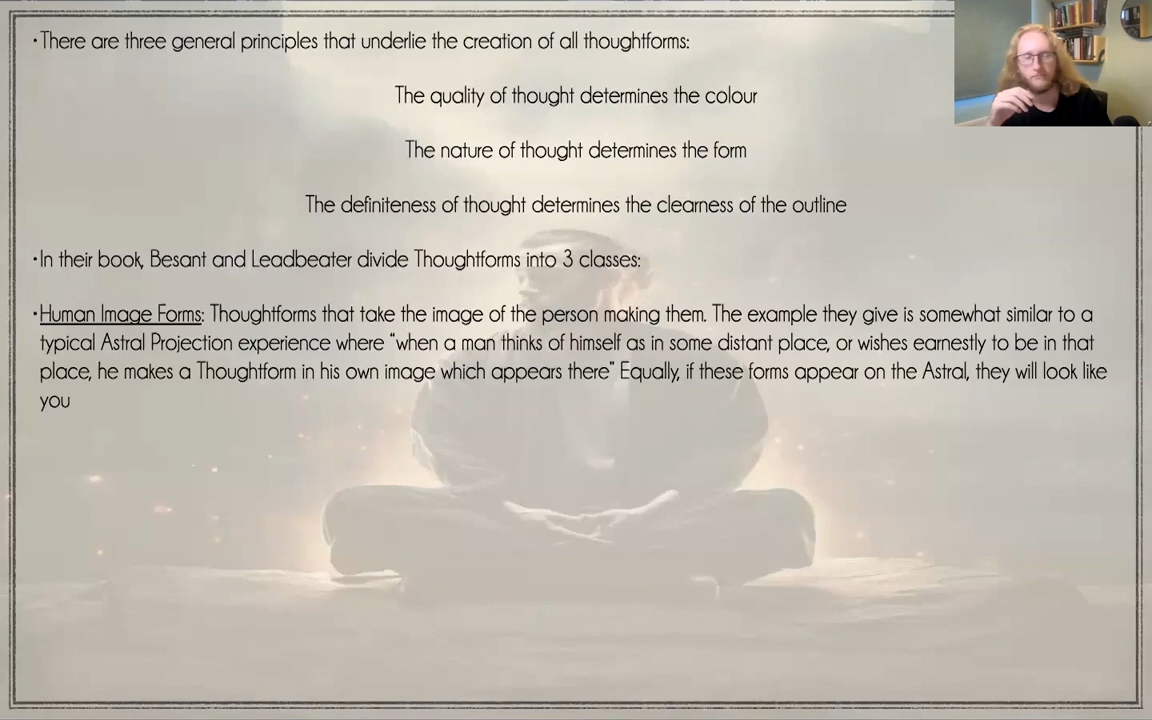 ·There are three general principles that underlie the creation of all thoughtforms:
The quality of thought determines the colour
The nature of thought determines the form
The definiteness of thought determines the clearness of the outline
·In their book, Besant and Leadbeater divide Thoughtforms into 3 classes:
·Human Image Forms: Thoughtforms that take the image of the person making them. The example they give is somewhat similar to a
typical Astral Projection experience where “when a man thinks of himself as in some distant place, or wishes earnestly to be in that
place, he makes a Thoughtform in his own image which appears there” Equally, if these forms appear on the Astral, they will look like
you